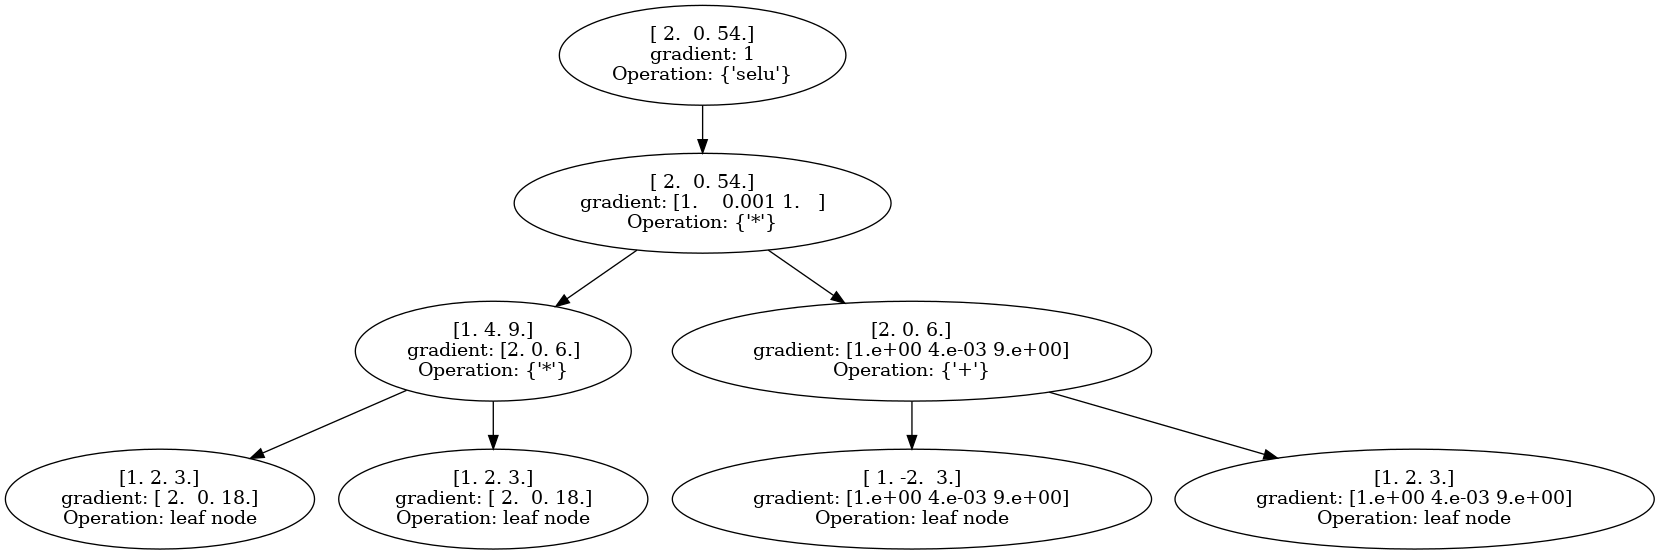 [ 2.  0. 54.]
gradient: 1
Operation: {'selu'}
[ 2.  0. 54.]
gradient: [1.    0.001 1.   ]
Operation: {'*'}
[1. 4. 9.]
gradient: [2. 0. 6.]
Operation: {'*'}
[2. 0. 6.]
gradient: [1.e+00 4.e-03 9.e+00]
Operation: {'+'}
[1. 2. 3.]
gradient: [ 2.  0. 18.]
Operation: leaf node
[1. 2. 3.]
gradient: [ 2.  0. 18.]
Operation: leaf node
[ 1. -2.  3.]
gradient: [1.e+00 4.e-03 9.e+00]
Operation: leaf node
[1. 2. 3.]
gradient: [1.e+00 4.e-03 9.e+00]
Operation: leaf node